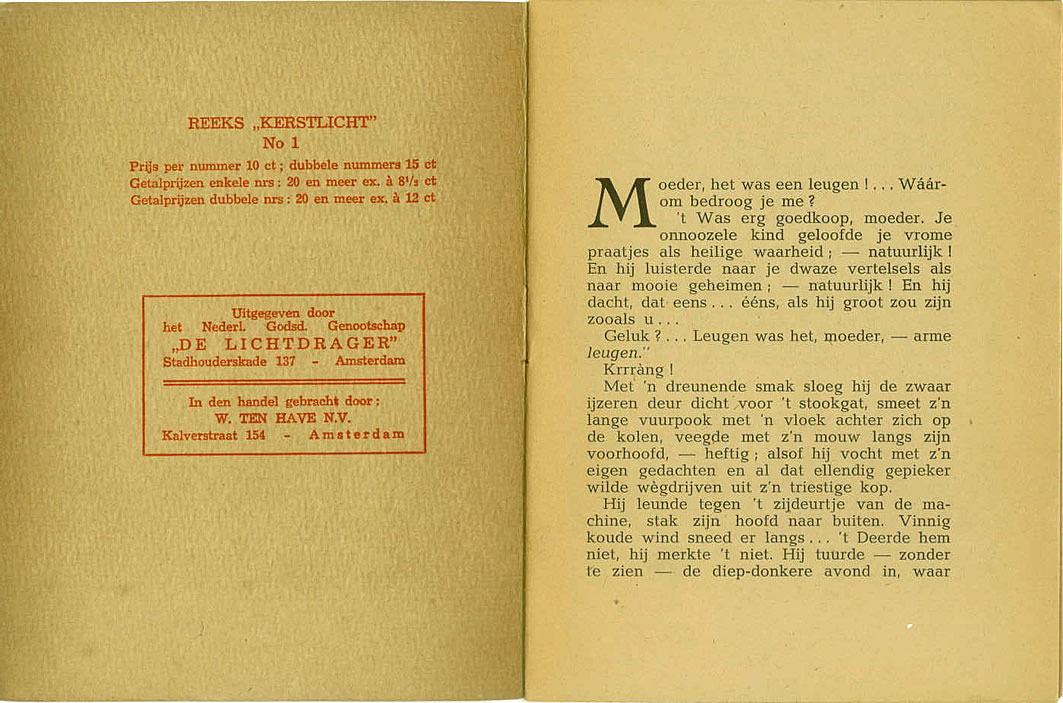 REEKS „KERSTLICHT”
No 1
Prijs per nummer 10 ct ; dubbele nummers 15 ct
Getalprijzen enkele nrs : 20 en meer ex. à 8¹/₂ ct
Getalprijzen dubbele nrs : 20 en meer ex. à 12 ct
Uitgegeven door
het Nederl. Godsd. Genootschap
„DE LICHTDRAGER”
Stadhouderskade 137 - Amsterdam
In den handel gebracht door :
W. TEN HAVE N.V.
Kalverstraat 154 - Amsterdam
Moeder, het was een leugen ! . . . Wáár-
om bedroog je me ?
't Was erg goedkoop, moeder. Je
onnoozele kind geloofde je vrome
praatjes als heilige waarheid ; — natuurlijk !
En hij luisterde naar je dwaze vertelsels als
naar mooie geheimen ; — natuurlijk ! En hij
dacht, dat eens . . . ééns, als hij groot zou zijn
zooals u . . .
Geluk ? . . . Leugen was het, moeder, — arme
leugen.”
Krrràng !
Met 'n dreunende smak sloeg hij de zwaar
ijzeren deur dicht voor 't stookgat, smeet z'n
lange vuurpook met 'n vloek achter zich op
de kolen, veegde met z'n mouw langs zijn
voorhoofd, — heftig ; alsof hij vocht met z'n
eigen gedachten en al dat ellendig gepieker
wilde wègdrijven uit z'n triestige kop.
Hij leunde tegen 't zijdeurtje van de ma-
chine, stak zijn hoofd naar buiten. Vinnig
koude wind sneed er langs . . . 't Deerde hem
niet, hij merkte 't niet. Hij tuurde — zonder
te zien — de diep-donkere avond in, waar